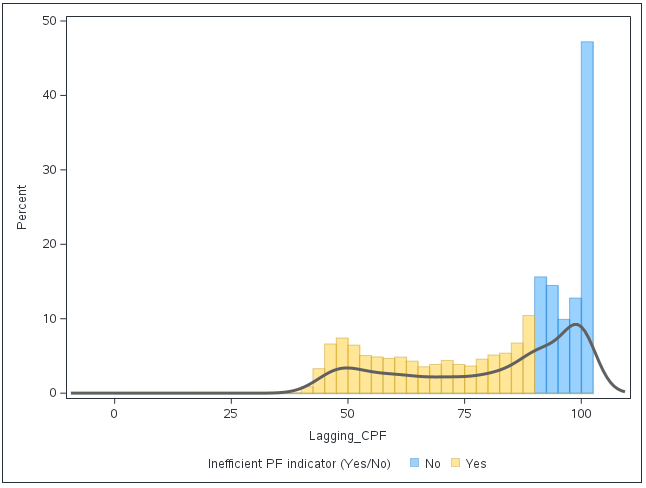 50
40
30
20
10
0
Percent
0 25 50 75 100
Lagging_CPF
Inefficient PF indicator (Yes/No) No Yes